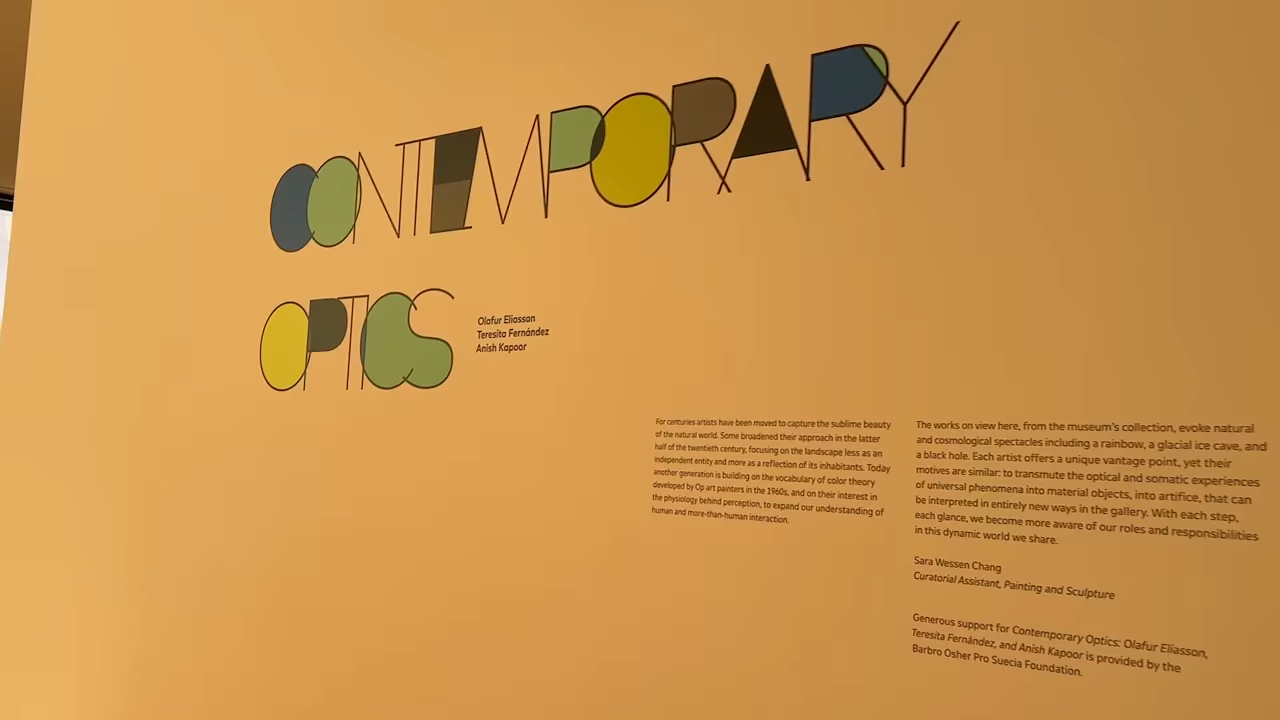 CONTEMPORARY
OPTICS
Olafur Eliasson
Teresita Fernández
Anish Kapoor
For centuries artists have been moved to capture the sublime beauty
of the natural world. Some broadened their approach in the latter
half of the twentieth century, focusing on the landscape less as an
independent entity and more as a reflection of its inhabitants. Today
another generation is building on the vocabulary of color theory
developed by Op art painters in the 1960s, and on their interest in
the physiology behind perception, to expand our understanding of
human and more-than-human interaction.
The works on view here, from the museum's collection, evoke natural
and cosmological spectacles including a rainbow, a glacial ice cave, and
a black hole. Each artist offers a unique vantage point, yet their
motives are similar: to transmute the optical and somatic experiences
of universal phenomena into material objects, into artifice, that can
be interpreted in entirely new ways in the gallery. With each step,
each glance, we become more aware of our roles and responsibilities
in this dynamic world we share.
Sara Wessen Chang
Curatorial Assistant, Painting and Sculpture
Generous support for Contemporary Optics: Olafur Eliasson,
Teresita Fernández, and Anish Kapoor is provided by the
Barbro Osher Pro Suecia Foundation.